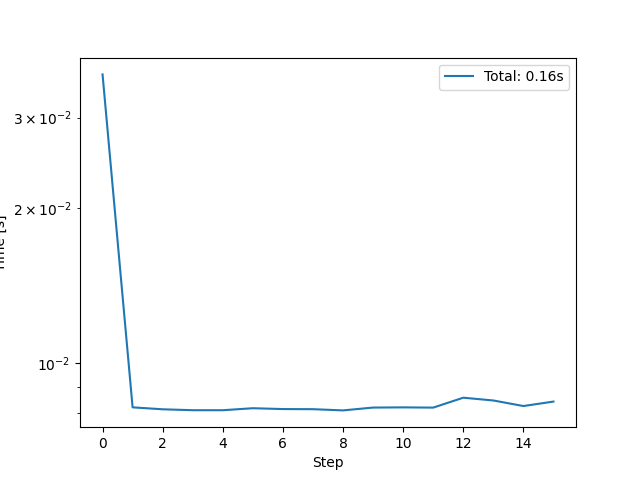 Total: 0.16s
3 × 10⁻²
2 × 10⁻²
10⁻²
0 2 4 6 8 10 12 14
Step
[s]